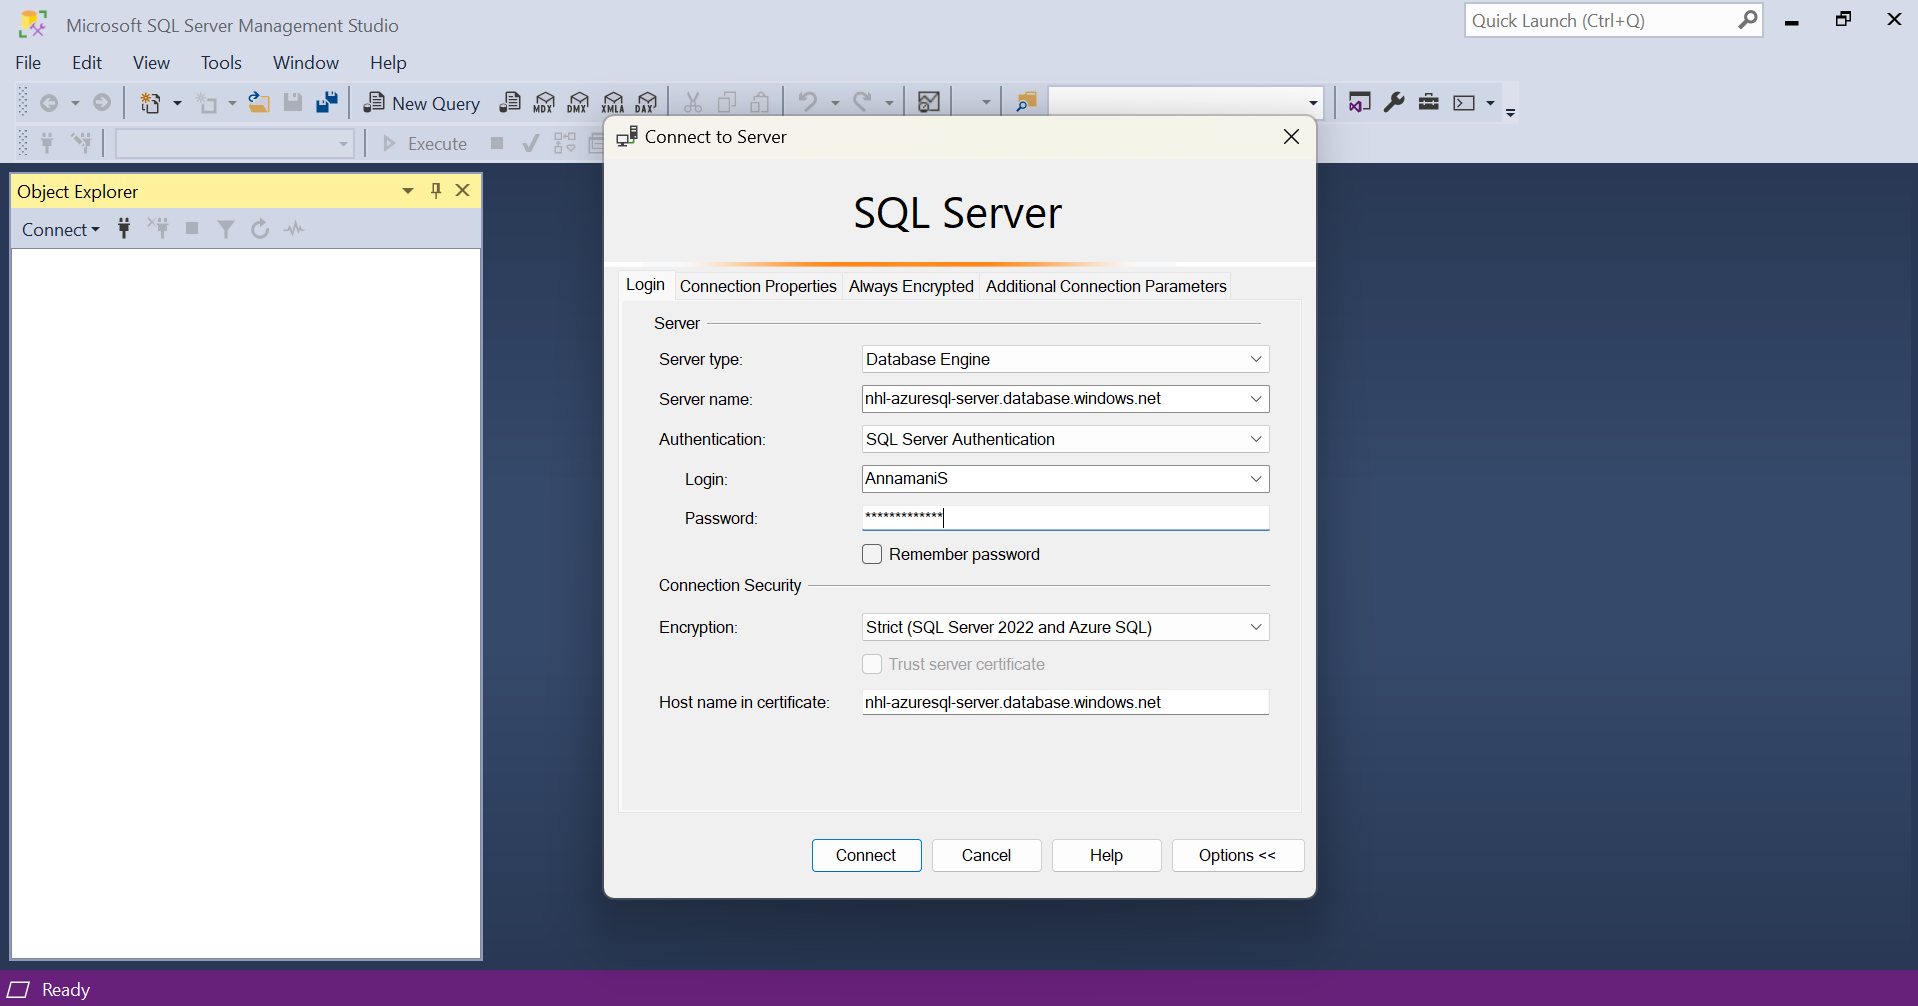 Microsoft SQL Server Management Studio
Quick Launch (Ctrl+Q)
File Edit View Tools Window Help
New Query MDX DMX XMLA DAX
Execute
Connect to Server
Object Explorer
Connect
SQL Server
Login Connection Properties Always Encrypted Additional Connection Parameters
Server
Server type: Database Engine
Server name: nhl-azuresql-server.database.windows.net
Authentication: SQL Server Authentication
Login: AnnamaniS
Password: *************
Remember password
Connection Security
Encryption: Strict (SQL Server 2022 and Azure SQL)
Trust server certificate
Host name in certificate: nhl-azuresql-server.database.windows.net
Connect Cancel Help Options <<
Ready